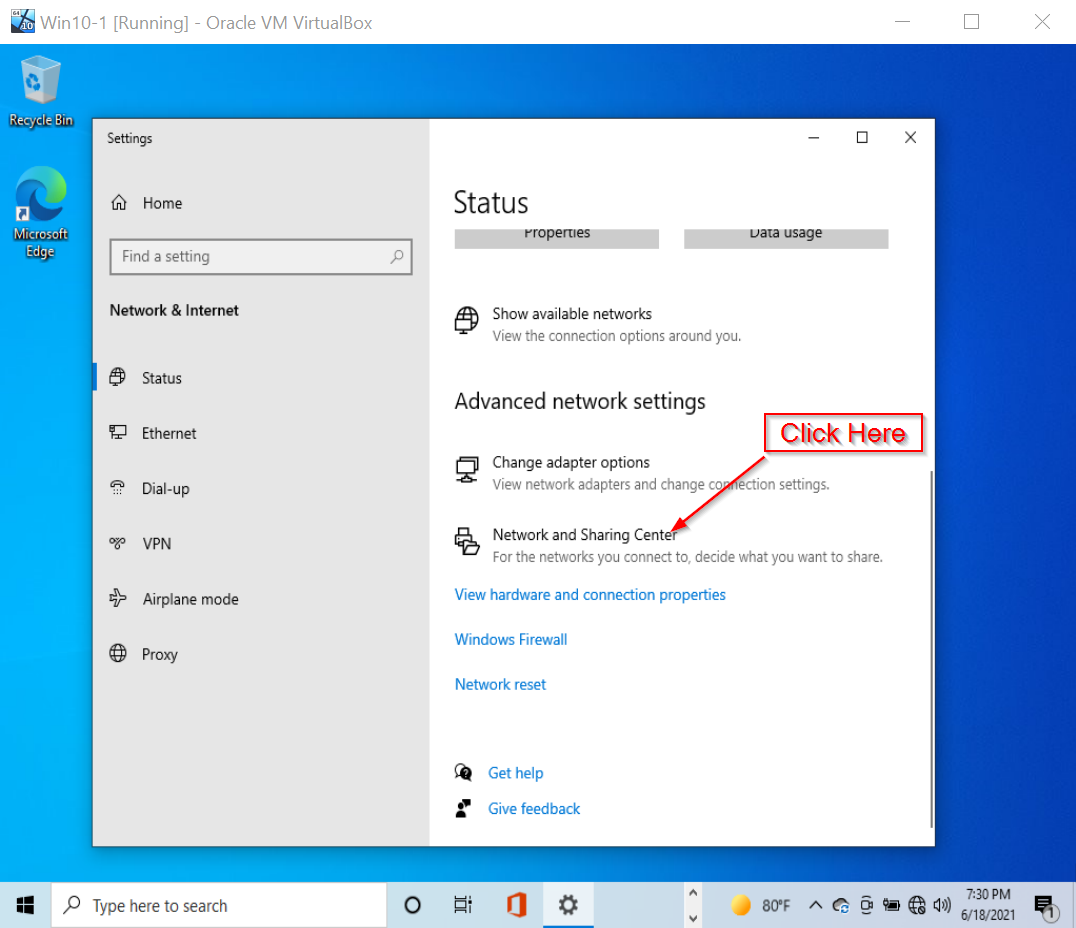 Win10-1 [Running] - Oracle VM VirtualBox
Recycle Bin
Microsoft
Edge
Settings
Home
Find a setting
Network & Internet
Status
Ethernet
Dial-up
VPN
Airplane mode
Proxy
Status
Properties
Data usage
Show available networks
View the connection options around you.
Advanced network settings
Click Here
Change adapter options
View network adapters and change connection settings.
Network and Sharing Center
For the networks you connect to, decide what you want to share.
View hardware and connection properties
Windows Firewall
Network reset
Get help
Give feedback
Type here to search
80°F
7:30 PM
6/18/2021
1